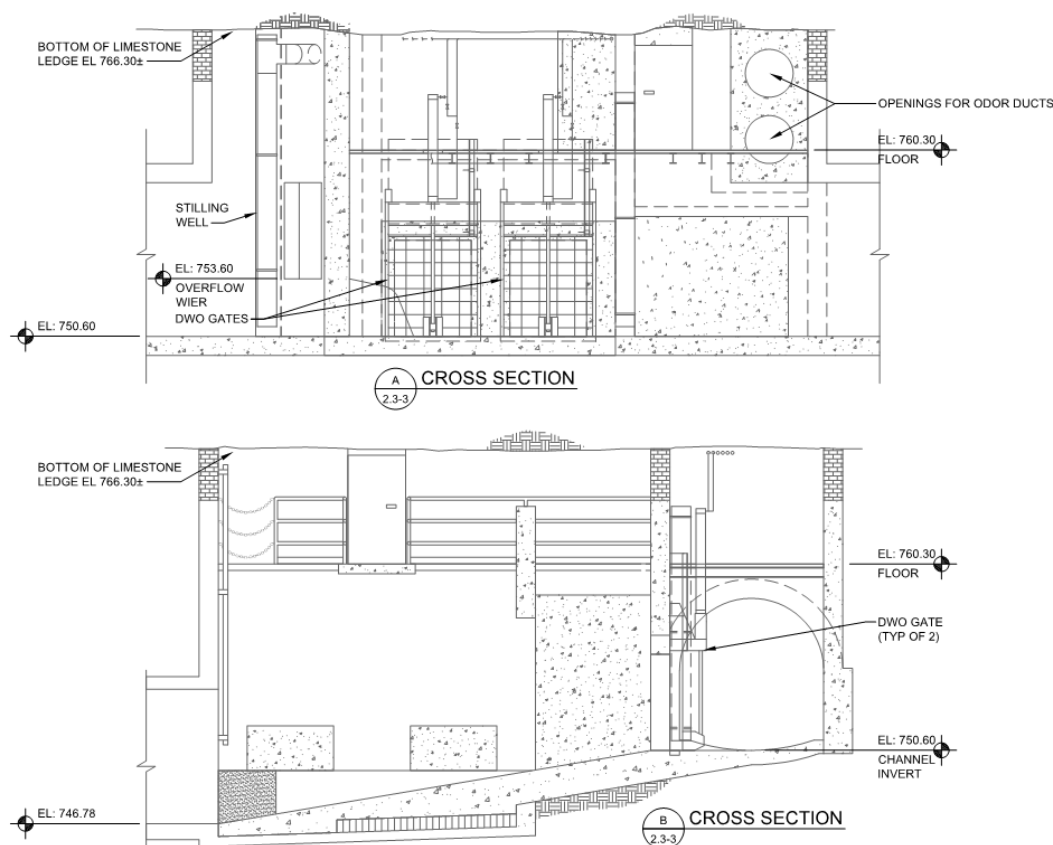 BOTTOM OF LIMESTONE
LEDGE EL 766.30±
OPENINGS FOR ODOR DUCTS
EL: 760.30
FLOOR
STILLING
WELL
EL: 753.60
OVERFLOW
WIER
DWO GATES
EL: 750.60
A
2.3-3
CROSS SECTION
BOTTOM OF LIMESTONE
LEDGE EL 766.30±
EL: 760.30
FLOOR
DWO GATE
(TYP OF 2)
EL: 750.60
CHANNEL
INVERT
EL: 746.78
B
2.3-3
CROSS SECTION